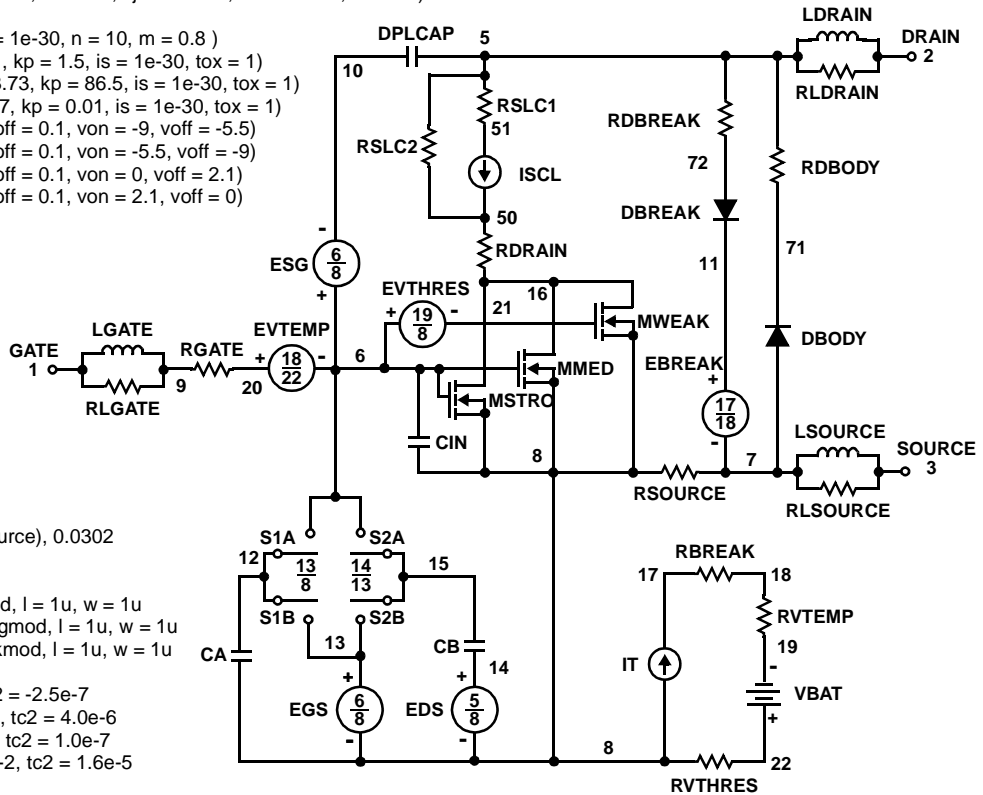 = 1e-30, n = 10, m = 0.8 )
, kp = 1.5, is = 1e-30, tox = 1)
.73, kp = 86.5, is = 1e-30, tox = 1)
7, kp = 0.01, is = 1e-30, tox = 1)
off = 0.1, von = -9, voff = -5.5)
off = 0.1, von = -5.5, voff = -9)
off = 0.1, von = 0, voff = 2.1)
off = 0.1, von = 2.1, voff = 0)
LDRAIN
DPLCAP 5 DRAIN
10 2
RLDRAIN
RSLC1
51
RDBREAK
RSLC2
72 RDBODY
ISCL
DBREAK
50
- RDRAIN 71
6
8
ESG 11
+ EVTHRES 16
+ 19 - 21 MWEAK
8
LGATE EVTEMP
GATE RGATE + 18 - 6 MMED EBREAK DBODY
1 22 +
9 20 MSTRO 17
18
RLGATE -
LSOURCE
CIN 8 7 SOURCE
3
RSOURCE
RLSOURCE
urce), 0.0302
S1A S2A
12 13 14 15
8 13
RBREAK
17 18
d, l = 1u, w = 1u
gmod, l = 1u, w = 1u
kmod, l = 1u, w = 1u
S1B S2B
RVTEMP
13 CB 19
CA 14 IT -
2 = -2.5e-7
, tc2 = 4.0e-6
tc2 = 1.0e-7
-2, tc2 = 1.6e-5
+ + VBAT
EGS 6 EDS 5 +
8 8
- - 8
22
RVTHRES